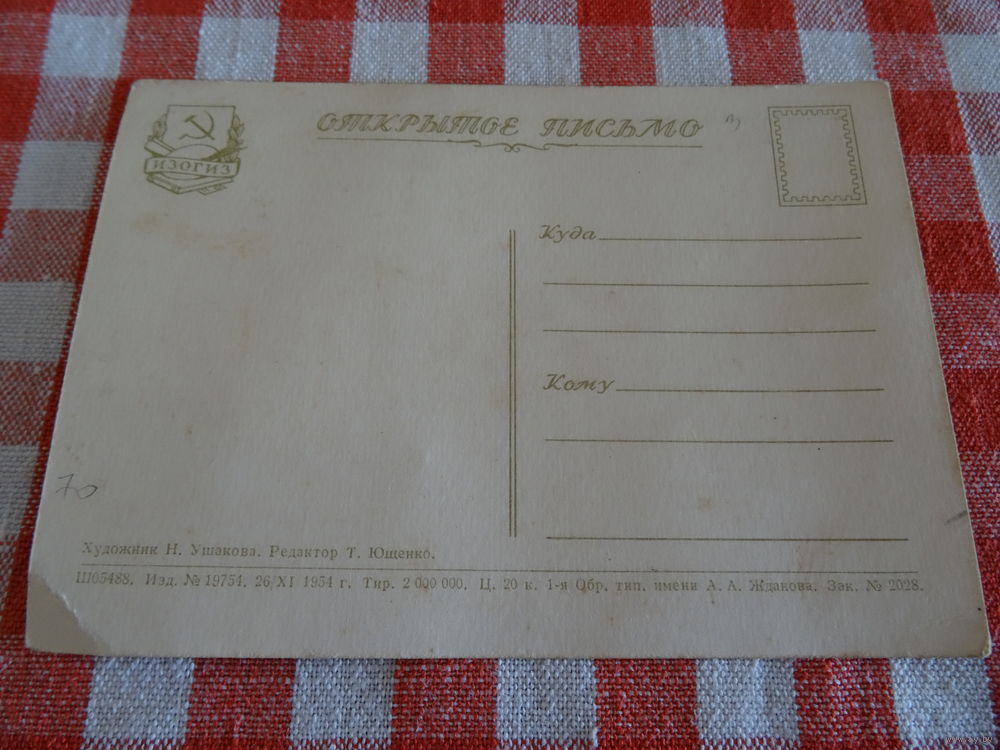 ИЗОГИЗ
ОТКРЫТОЕ ПИСЬМО
Куда
Кому
70
Художник Н. Ушакова. Редактор Т. Ющенко.
Ш05488. Изд. № 19754. 26/XI 1954 г. Тир. 2 000 000. Ц. 20 к. 1-я Обр. тип. имени А. А. Жданова. Зак. № 2028.